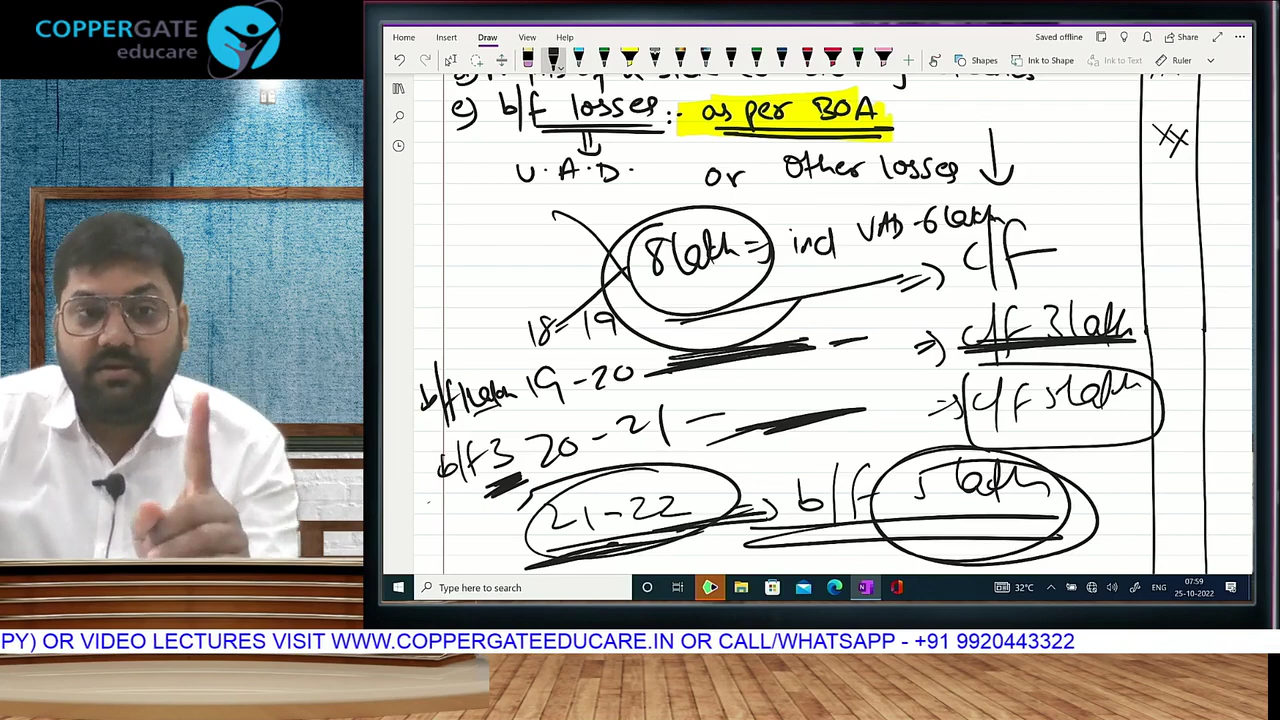 COPPERGATE
educare
Home Insert Draw View Help
Saved offline
Share
Shapes
Ink to Shape
Ink to Text
Ruler
e) b/f losses :- as per BOA
U.A.D. or Other losses
8 lakh => incl UAD - 6 lakh
c/f
18 = 19
=> c/f 3 lakh
b/f 19-20
=> c/f 5 lakh
b/f 3 20-21
21-22 => b/f 5 lakh
Type here to search
32°C
ENG
07:59
25-10-2022
PY) OR VIDEO LECTURES VISIT WWW.COPPERGATEEDUCARE.IN OR CALL/WHATSAPP - +91 9920443322